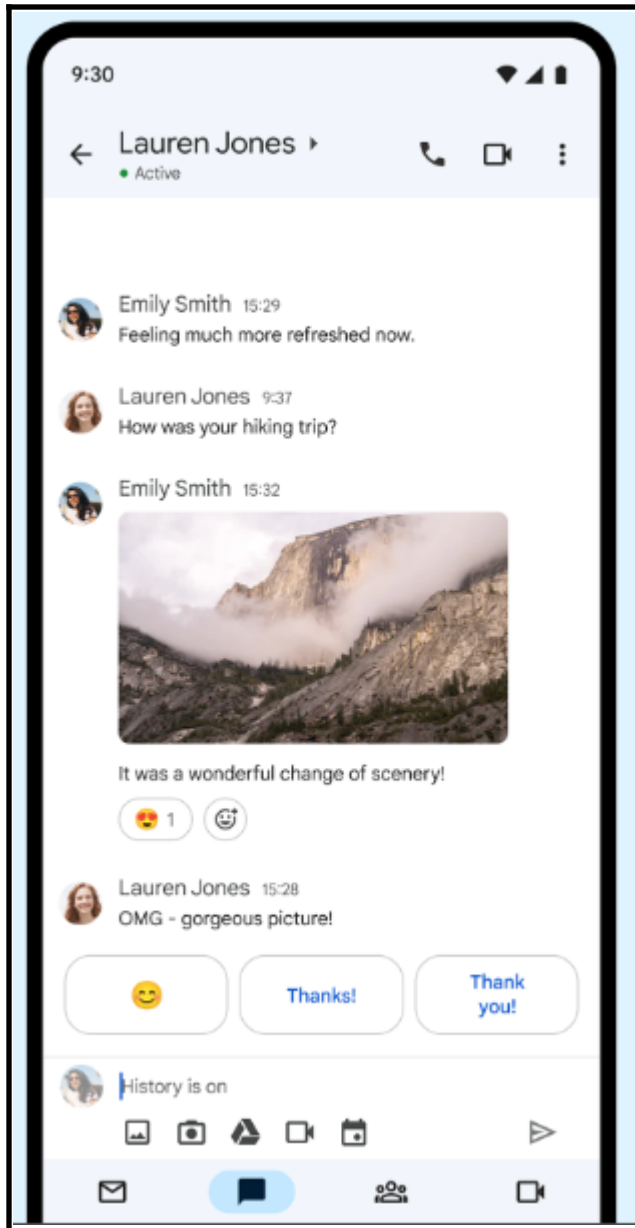 9:30
Lauren Jones
Active
Emily Smith 15:29
Feeling much more refreshed now.
Lauren Jones 9:37
How was your hiking trip?
Emily Smith 15:32
It was a wonderful change of scenery!
😍 1
Lauren Jones 15:28
OMG - gorgeous picture!
😊 Thanks! Thank
you!
History is on